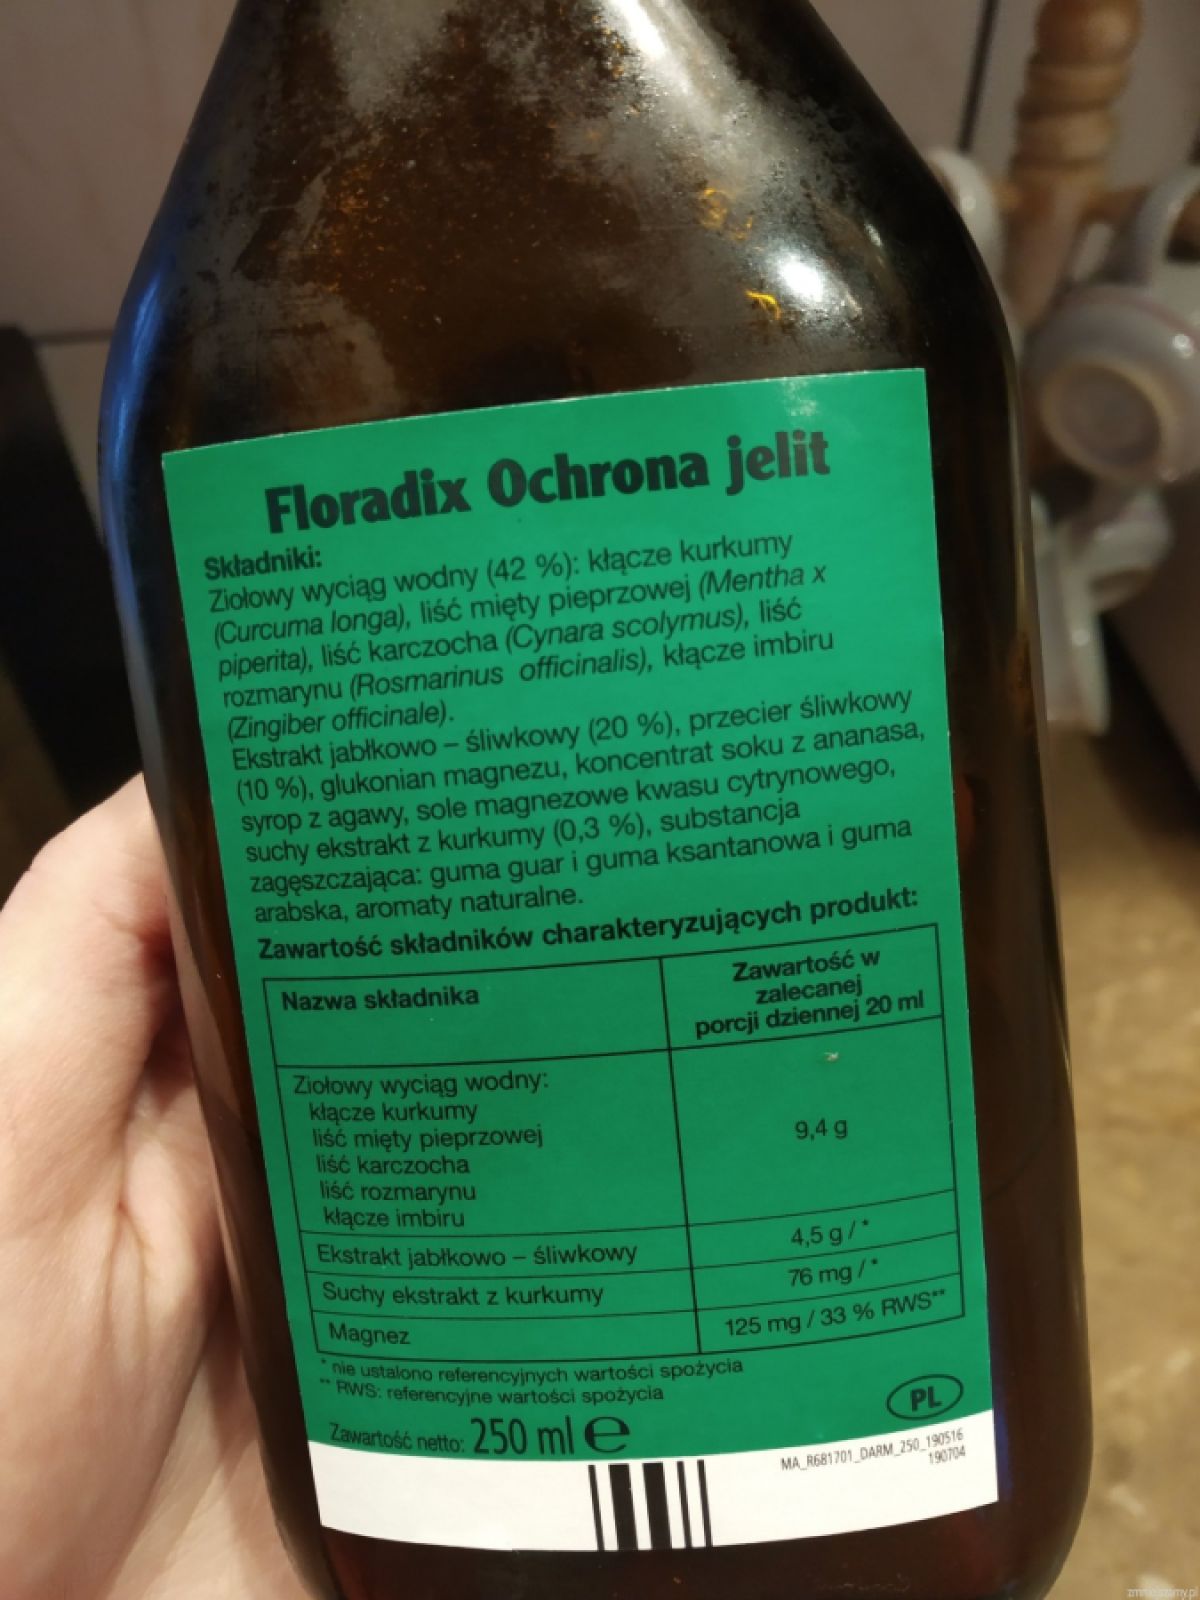 Floradix Ochrona jelit
Składniki:
Ziołowy wyciąg wodny (42 %): kłącze kurkumy
(Curcuma longa), liść mięty pieprzowej (Mentha x
piperita), liść karczocha (Cynara scolymus), liść
rozmarynu (Rosmarinus officinalis), kłącze imbiru
(Zingiber officinale).
Ekstrakt jabłkowo – śliwkowy (20 %), przecier śliwkowy
(10 %), glukonian magnezu, koncentrat soku z ananasa,
syrop z agawy, sole magnezowe kwasu cytrynowego,
suchy ekstrakt z kurkumy (0,3 %), substancja
zagęszczająca: guma guar i guma ksantanowa i guma
arabska, aromaty naturalne.
Zawartość składników charakteryzujących produkt:
Nazwa składnika
Zawartość w
zalecanej
porcji dziennej 20 ml
Ziołowy wyciąg wodny:
kłącze kurkumy
liść mięty pieprzowej
liść karczocha
liść rozmarynu
kłącze imbiru
9,4 g
Ekstrakt jabłkowo – śliwkowy
4,5 g / *
Suchy ekstrakt z kurkumy
76 mg / *
Magnez
125 mg / 33 % RWS**
* nie ustalono referencyjnych wartości spożycia
** RWS: referencyjne wartości spożycia
Zawartość netto: 250 ml e
PL
MA_R681701_DARM_250_190516
190704
zmniejszamy.pl